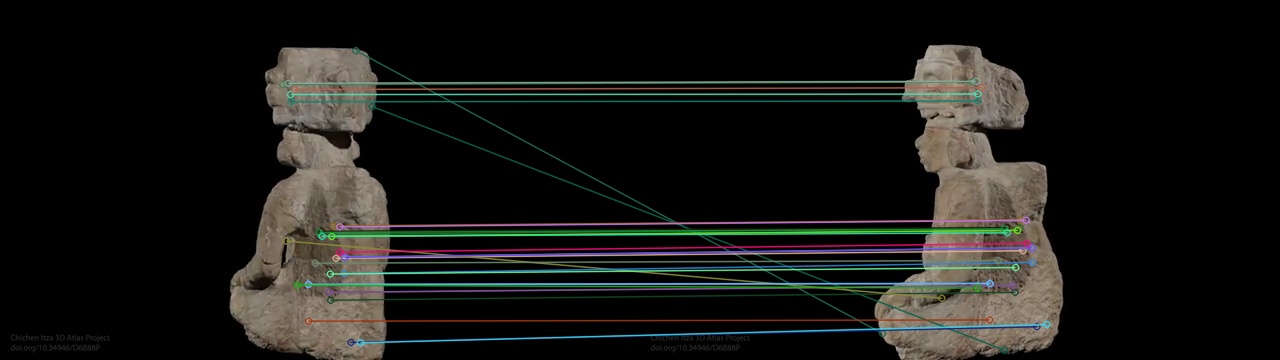 Chichen Itza 3D Atlas Project
doi.org/10.34946/D6B88P
Chichen Itza 3D Atlas Project
doi.org/10.34946/D6B88P